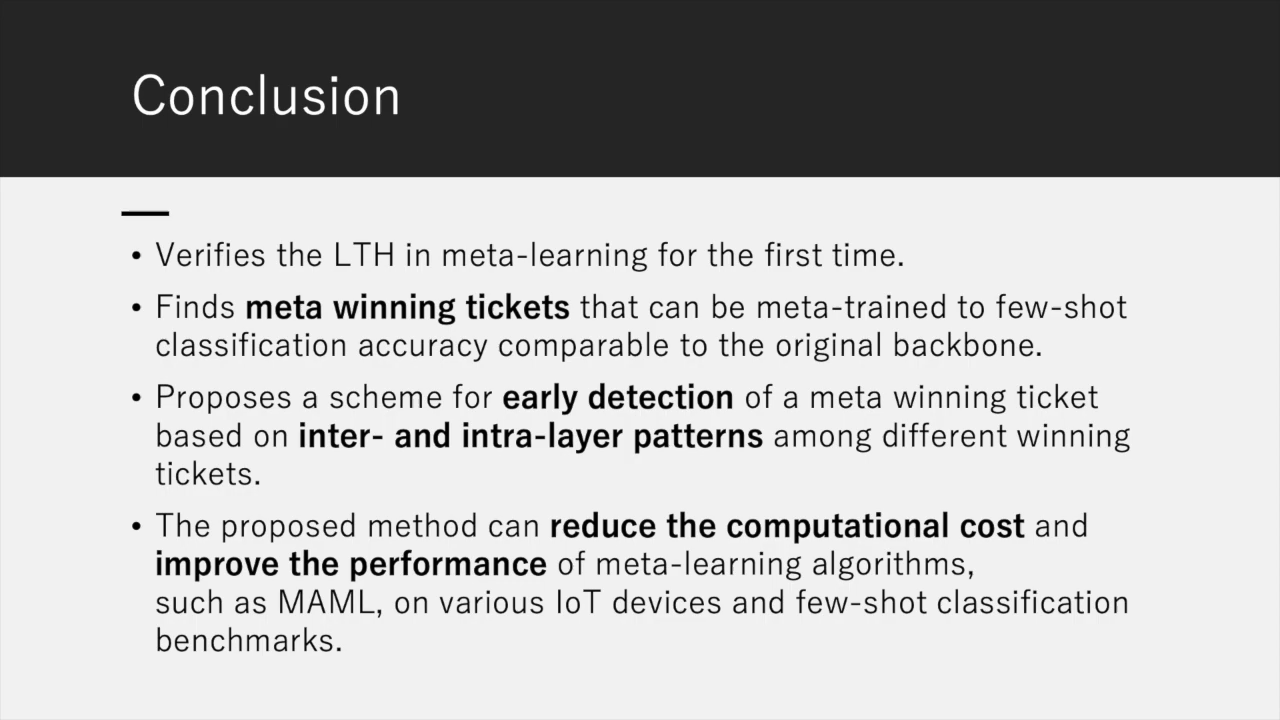 Conclusion
• Verifies the LTH in meta-learning for the first time.
• Finds meta winning tickets that can be meta-trained to few-shot
classification accuracy comparable to the original backbone.
• Proposes a scheme for early detection of a meta winning ticket
based on inter- and intra-layer patterns among different winning
tickets.
• The proposed method can reduce the computational cost and
improve the performance of meta-learning algorithms,
such as MAML, on various IoT devices and few-shot classification
benchmarks.